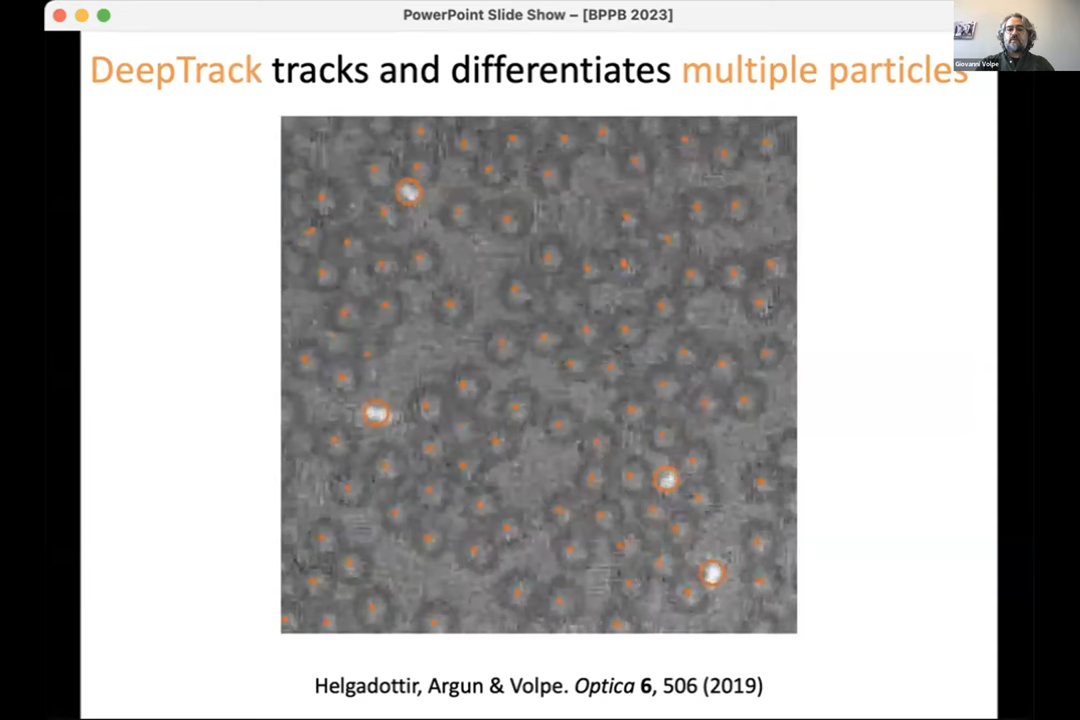 PowerPoint Slide Show – [BPPB 2023]
DeepTrack tracks and differentiates multiple particles
Giovanni Volpe
Helgadottir, Argun & Volpe. Optica 6, 506 (2019)